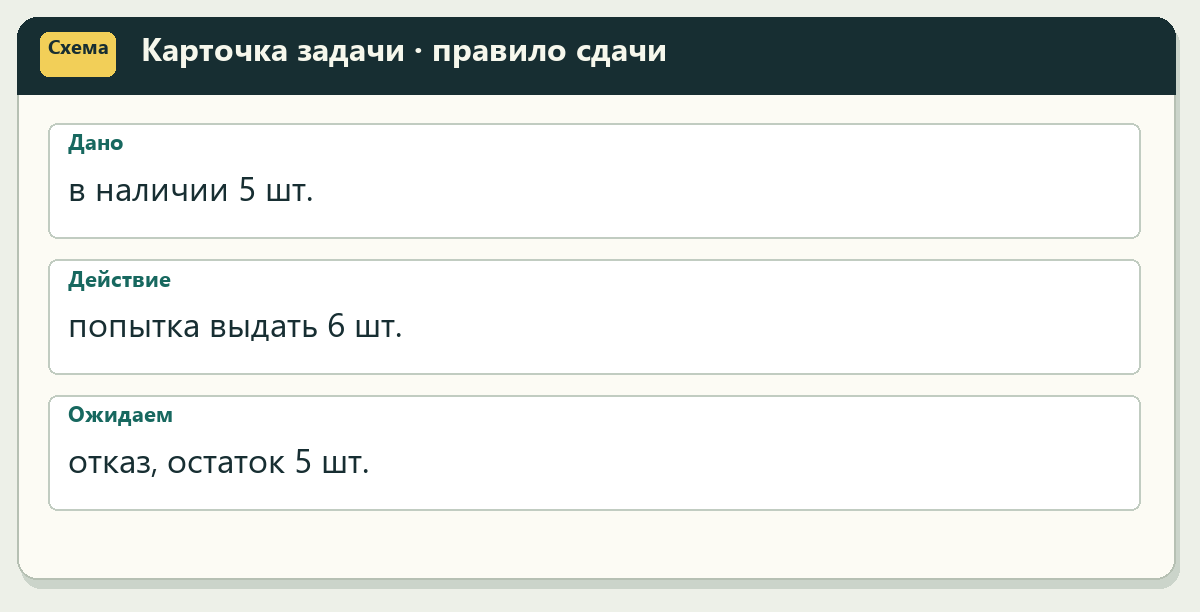 Схема
Карточка задачи · правило сдачи
Дано
в наличии 5 шт.
Действие
попытка выдать 6 шт.
Ожидаем
отказ, остаток 5 шт.